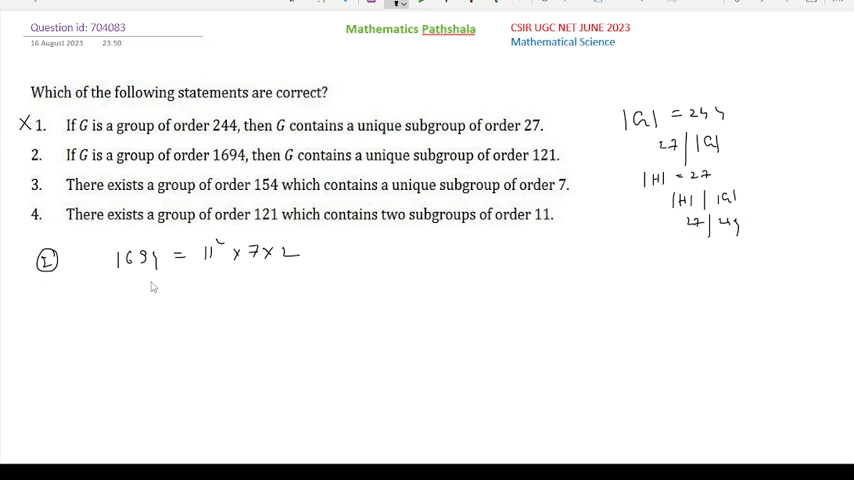 Question id: 704083
Mathematics Pathshala
CSIR UGC NET JUNE 2023
16 August 2023 23:50
Mathematical Science
Which of the following statements are correct?
X 1. If G is a group of order 244, then G contains a unique subgroup of order 27.
2. If G is a group of order 1694, then G contains a unique subgroup of order 121.
3. There exists a group of order 154 which contains a unique subgroup of order 7.
4. There exists a group of order 121 which contains two subgroups of order 11.
|G| = 244
27 | |G|
|H| = 27
|H| | |G|
1694 = 11² × 7 × 2